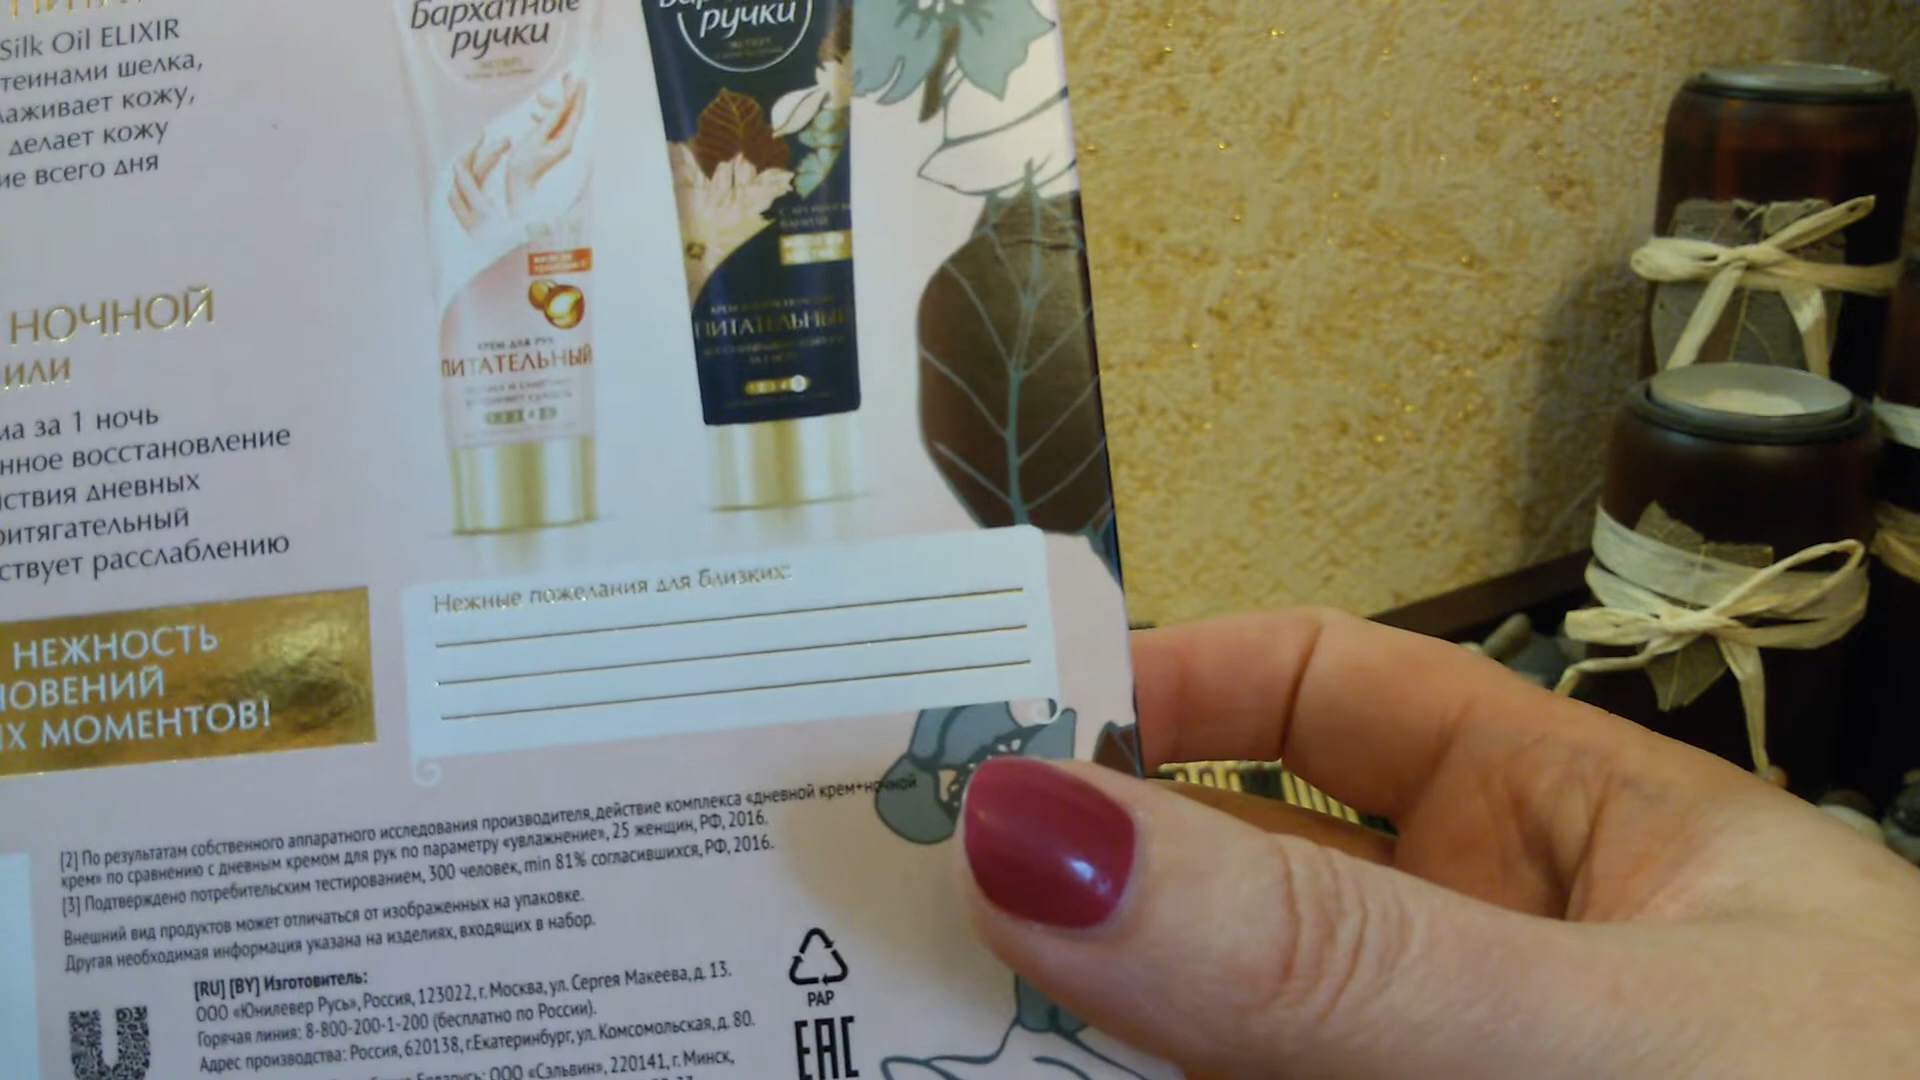 Silk Oil ELIXIR
теинами шелка,
лаживает кожу,
делает кожу
ие всего дня
НОЧНОЙ
или
ма за 1 ночь
нное восстановление
ствия дневных
ритягательный
ствует расслаблению
НЕЖНОСТЬ
НОВЕНИЙ
ЫХ МОМЕНТОВ!
Бархатные
ручки
КРЕМ ДЛЯ РУК
ПИТАТЕЛЬНЫЙ
ручки
ПИТАТЕЛЬНЫЙ
Нежные пожелания для близких:
[2] По результатам собственного аппаратного исследования производителя, действие комплекса «дневной крем+ночной
крем» по сравнению с дневным кремом для рук по параметру «увлажнение», 25 женщин, РФ, 2016.
[3] Подтверждено потребительским тестированием, 300 человек, min 81% согласившихся, РФ, 2016.
Внешний вид продуктов может отличаться от изображенных на упаковке.
Другая необходимая информация указана на изделиях, входящих в набор.
[RU] [BY] Изготовитель:
ООО «Юнилевер Русь», Россия, 123022, г. Москва, ул. Сергея Макеева, д. 13.
Горячая линия: 8-800-200-1-200 (бесплатно по России).
Адрес производства: Россия, 620138, г.Екатеринбург, ул. Комсомольская, д. 80.
Беларусь: ООО «Сэльвин», 220141, г. Минск,
PAP
EAC